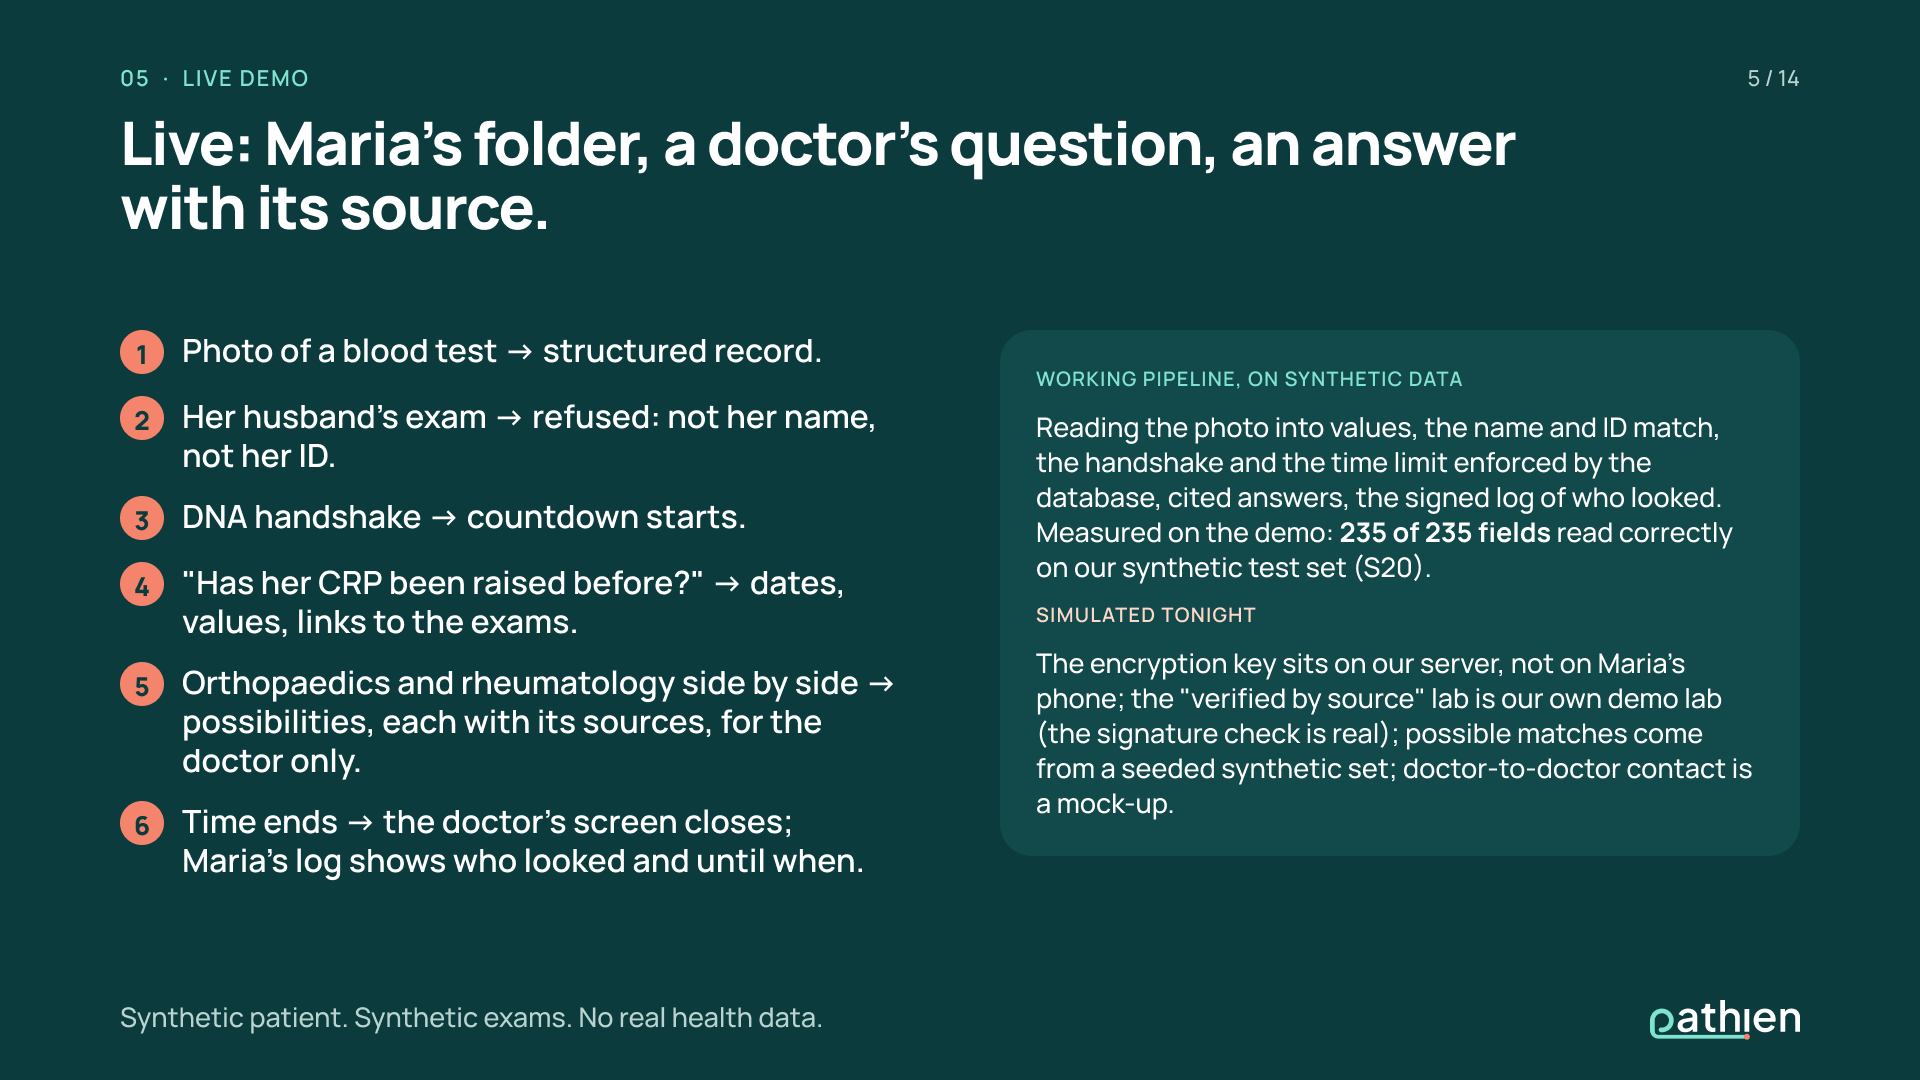 05 · LIVE DEMO
5 / 14
Live: Maria’s folder, a doctor’s question, an answer
with its source.
1 Photo of a blood test → structured record.
2 Her husband’s exam → refused: not her name,
not her ID.
3 DNA handshake → countdown starts.
4 "Has her CRP been raised before?" → dates,
values, links to the exams.
5 Orthopaedics and rheumatology side by side →
possibilities, each with its sources, for the
doctor only.
6 Time ends → the doctor’s screen closes;
Maria’s log shows who looked and until when.
WORKING PIPELINE, ON SYNTHETIC DATA
Reading the photo into values, the name and ID match,
the handshake and the time limit enforced by the
database, cited answers, the signed log of who looked.
Measured on the demo: 235 of 235 fields read correctly
on our synthetic test set (S20).
SIMULATED TONIGHT
The encryption key sits on our server, not on Maria’s
phone; the "verified by source" lab is our own demo lab
(the signature check is real); possible matches come
from a seeded synthetic set; doctor-to-doctor contact is
a mock-up.
Synthetic patient. Synthetic exams. No real health data.
pathien